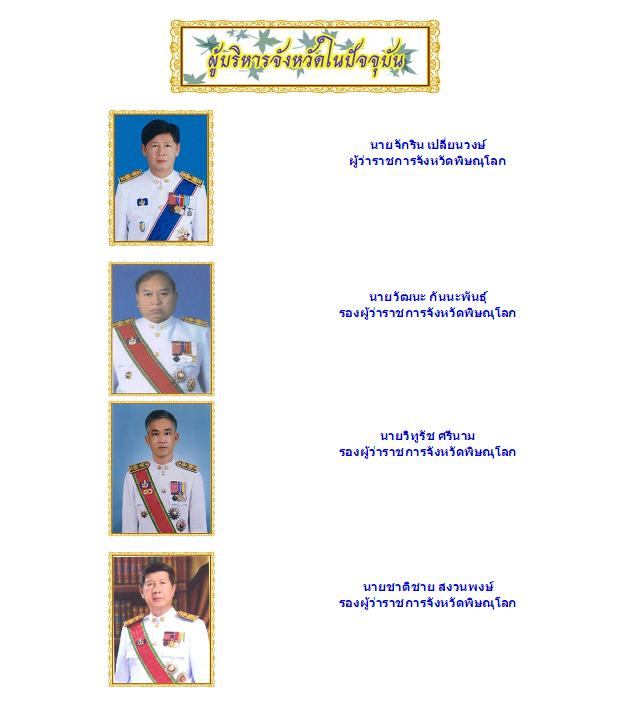 ผู้บริหารจังหวัดในปัจจุบัน
นายจักริน เปลี่ยนวงษ์
ผู้ว่าราชการจังหวัดพิษณุโลก
นายวัฒนะ กันนะพันธุ์
รองผู้ว่าราชการจังหวัดพิษณุโลก
นายวิทูรัช ศรีนาม
รองผู้ว่าราชการจังหวัดพิษณุโลก
นายชาติชาย สงวนพงษ์
รองผู้ว่าราชการจังหวัดพิษณุโลก